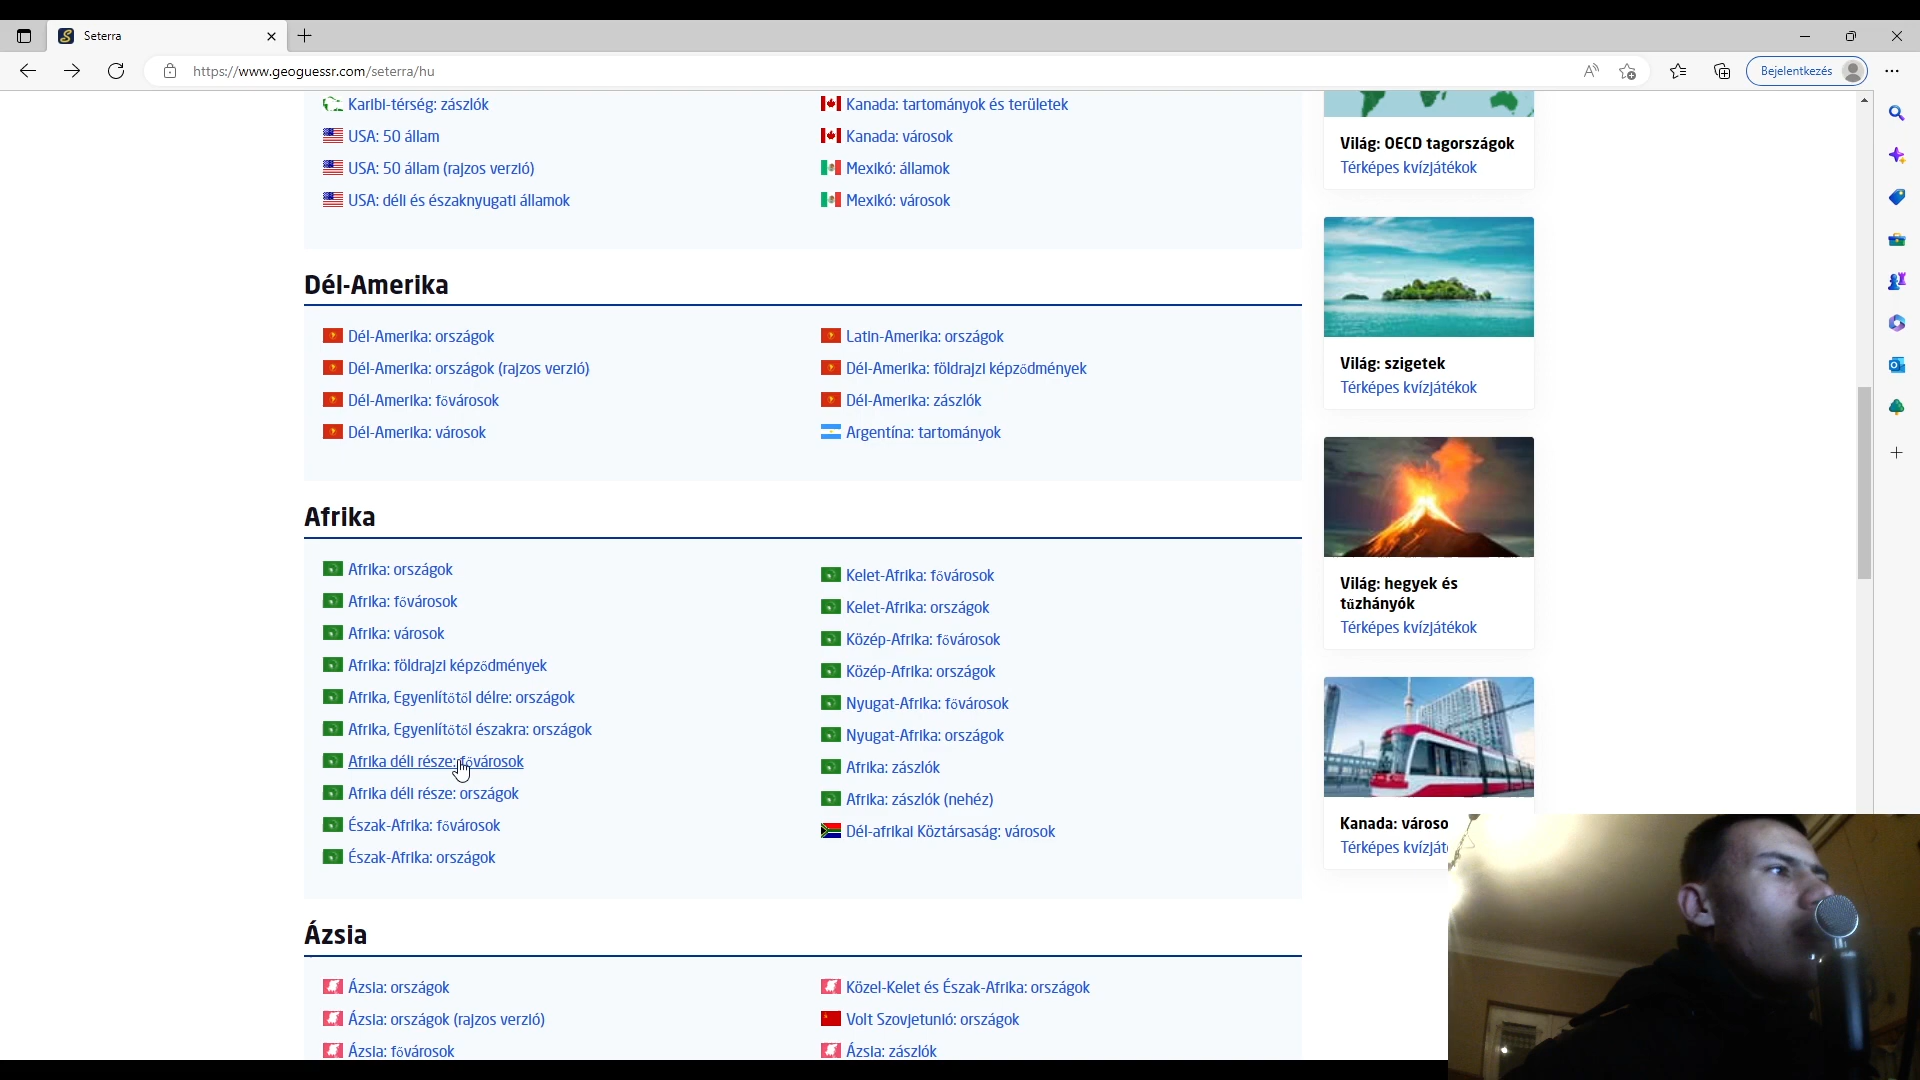 Seterra
https://www.geoguessr.com/seterra/hu
Bejelentkezés
Karibi-térség: zászlók
USA: 50 állam
USA: 50 állam (rajzos verzió)
USA: déli és északnyugati államok
Kanada: tartományok és területek
Kanada: városok
Mexikó: államok
Mexikó: városok
Dél-Amerika
Dél-Amerika: országok
Dél-Amerika: országok (rajzos verzió)
Dél-Amerika: fővárosok
Dél-Amerika: városok
Latin-Amerika: országok
Dél-Amerika: földrajzi képződmények
Dél-Amerika: zászlók
Argentína: tartományok
Afrika
Afrika: országok
Afrika: fővárosok
Afrika: városok
Afrika: földrajzi képződmények
Afrika, Egyenlítőtől délre: országok
Afrika, Egyenlítőtől északra: országok
Afrika déli része: fővárosok
Afrika déli része: országok
Észak-Afrika: fővárosok
Észak-Afrika: országok
Kelet-Afrika: fővárosok
Kelet-Afrika: országok
Közép-Afrika: fővárosok
Közép-Afrika: országok
Nyugat-Afrika: fővárosok
Nyugat-Afrika: országok
Afrika: zászlók
Afrika: zászlók (nehéz)
Dél-afrikai Köztársaság: városok
Ázsia
Ázsia: országok
Ázsia: országok (rajzos verzió)
Ázsia: fővárosok
Közel-Kelet és Észak-Afrika: országok
Volt Szovjetunió: országok
Ázsia: zászlók
Világ: OECD tagországok
Térképes kvízjátékok
Világ: szigetek
Térképes kvízjátékok
Világ: hegyek és
tűzhányók
Térképes kvízjátékok
Kanada: városo
Térképes kvízját